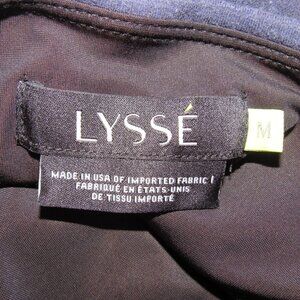 LYSSÉ
M
MADE IN USA OF IMPORTED FABRIC |
FABRIQUÉ EN ÉTATS-UNIS
DE TISSU IMPORTÉ